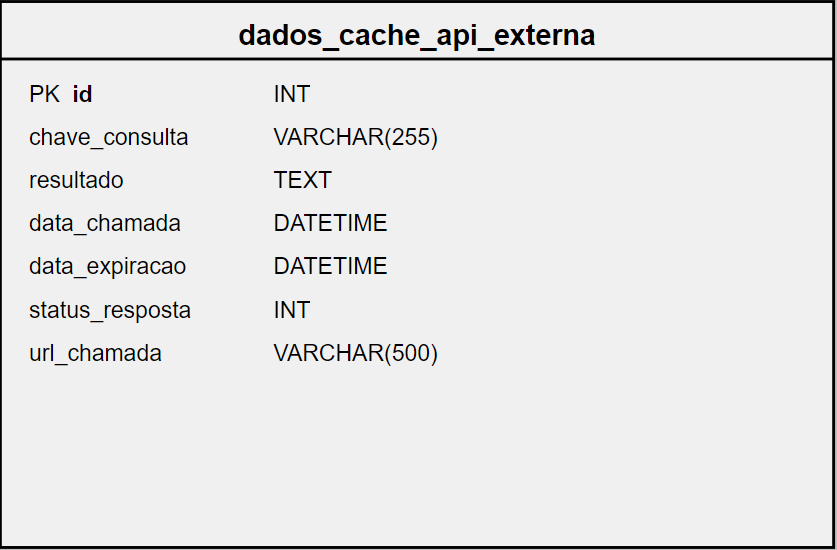 dados_cache_api_externa
PK id INT
chave_consulta VARCHAR(255)
resultado TEXT
data_chamada DATETIME
data_expiracao DATETIME
status_resposta INT
url_chamada VARCHAR(500)